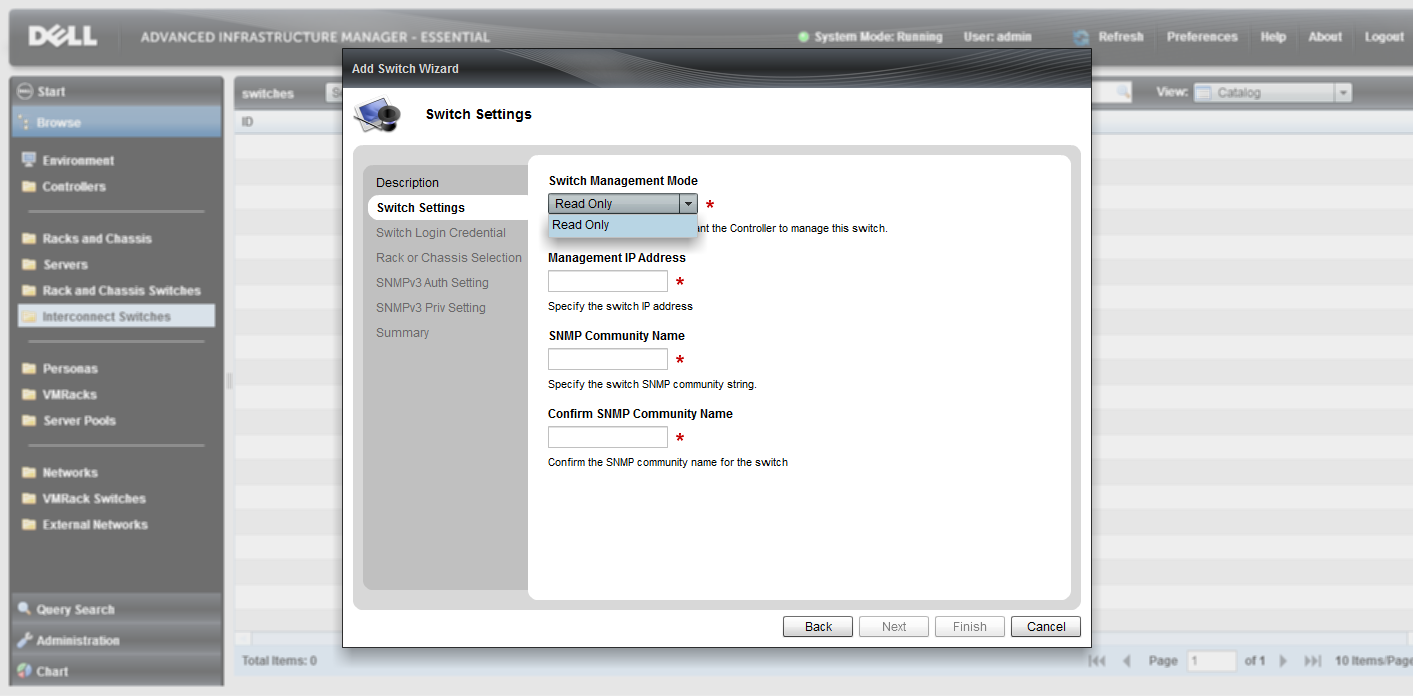 DELL
ADVANCED INFRASTRUCTURE MANAGER - ESSENTIAL
System Mode: Running
User: admin
Refresh
Preferences
Help
About
Logout
Start
Browse
Environment
Controllers
Racks and Chassis
Servers
Rack and Chassis Switches
Interconnect Switches
Personas
VMRacks
Server Pools
Networks
VMRack Switches
External Networks
Query Search
Administration
Chart
switches
View:
Catalog
ID
Add Switch Wizard
Switch Settings
Description
Switch Settings
Switch Login Credential
Rack or Chassis Selection
SNMPv3 Auth Setting
SNMPv3 Priv Setting
Summary
Switch Management Mode
Read Only
*
Read Only
the Controller to manage this switch.
Management IP Address
*
Specify the switch IP address
SNMP Community Name
*
Specify the switch SNMP community string.
Confirm SNMP Community Name
*
Confirm the SNMP community name for the switch
Back
Next
Finish
Cancel
Total Items: 0
Page
1
of 1
10 Items/Page